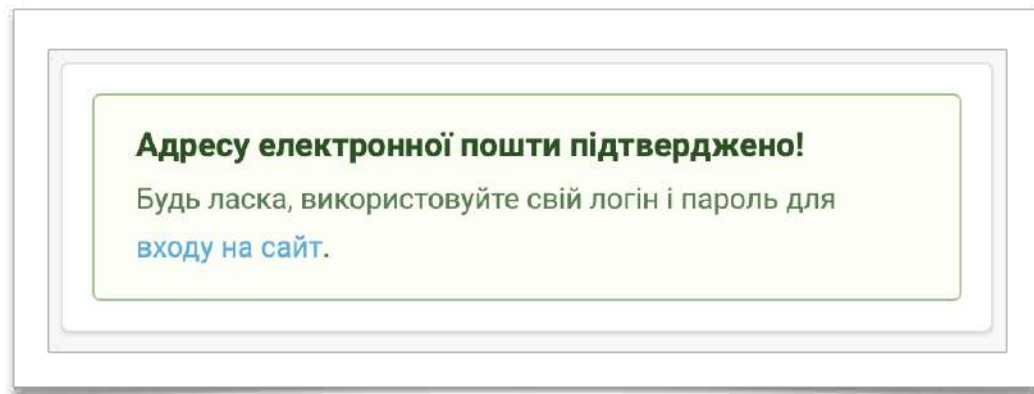 Адресу електронної пошти підтверджено!
Будь ласка, використовуйте свій логін і пароль для
входу на сайт.